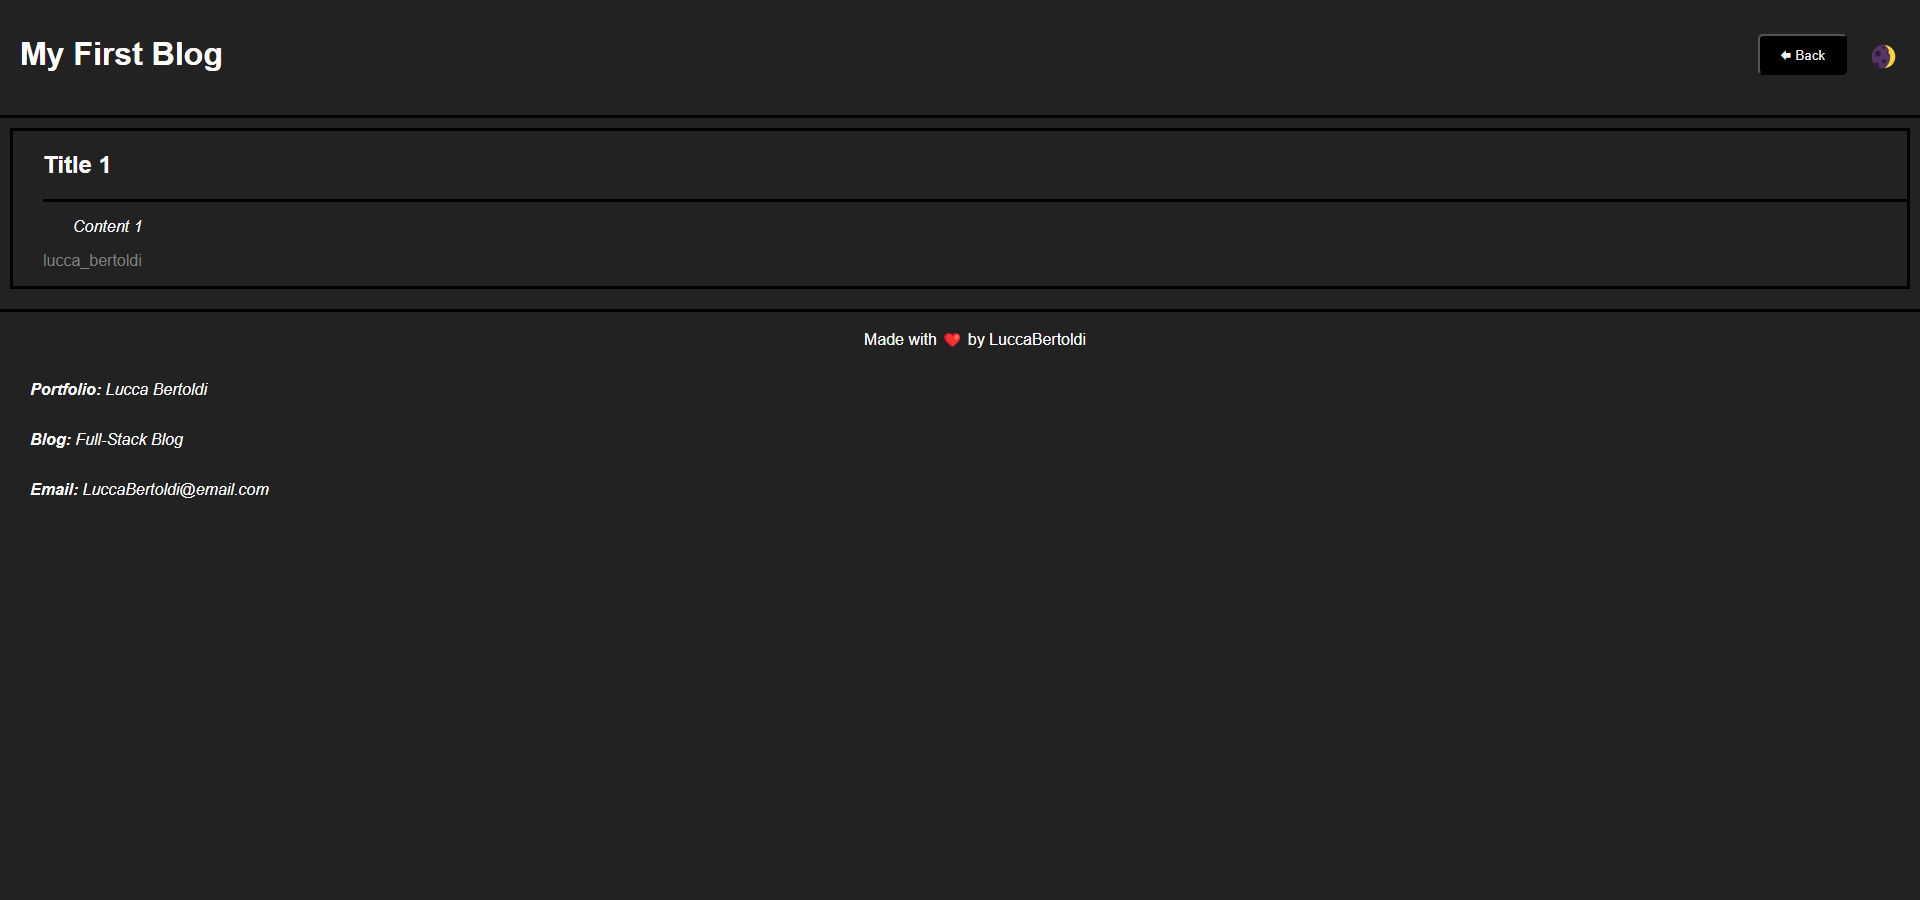 My First Blog
🡄 Back
Title 1
Content 1
lucca_bertoldi
Made with ❤️ by LuccaBertoldi
Portfolio: Lucca Bertoldi
Blog: Full-Stack Blog
Email: LuccaBertoldi@email.com